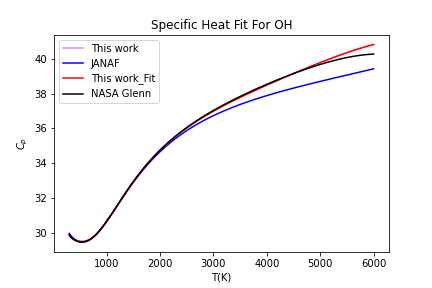 Specific Heat Fit For OH
This work
JANAF
This work_Fit
NASA Glenn
C_p
40
38
36
34
32
30
1000
2000
3000
4000
5000
6000
T(K)